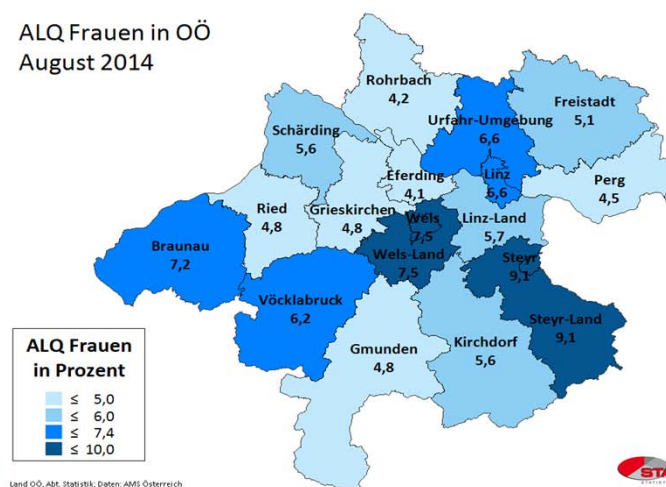 ALQ Frauen in OÖ
August 2014
Rohrbach
4,2
Freistadt
5,1
Urfahr-Umgebung
6,6
Schärding
5,6
Eferding
4,1
Linz
6,6
Perg
4,5
Ried
4,8
Grieskirchen
4,8
Wels
7,5
Linz-Land
5,7
Braunau
7,2
Wels-Land
7,5
Steyr
9,1
Vöcklabruck
6,2
Steyr-Land
9,1
Gmunden
4,8
Kirchdorf
5,6
ALQ Frauen
in Prozent
≤ 5,0
≤ 6,0
≤ 7,4
≤ 10,0
Land OÖ, Abt. Statistik; Daten: AMS Österreich